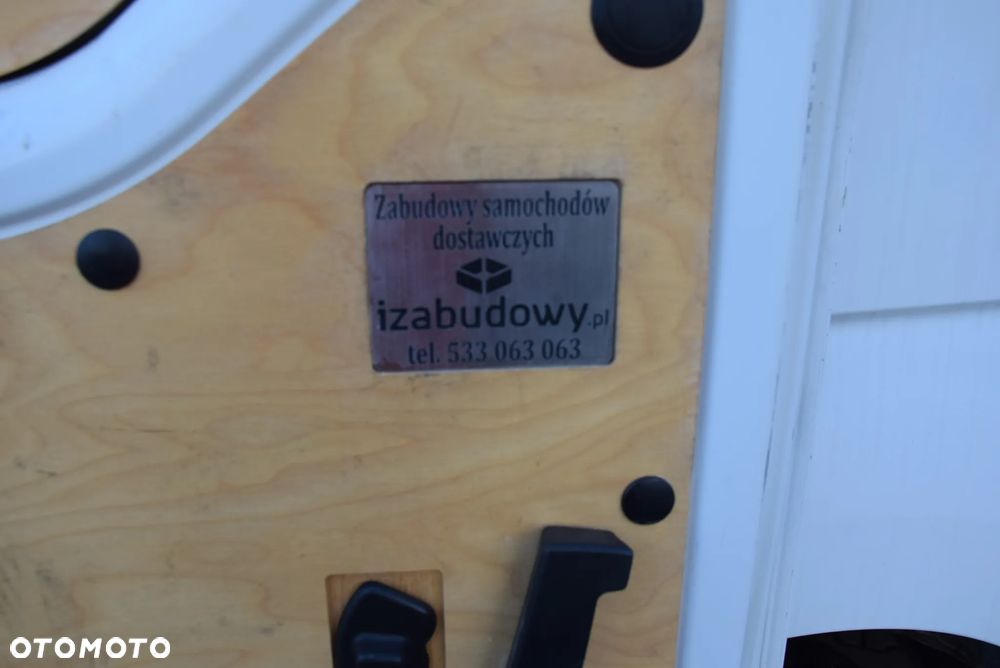 Zabudowy samochodów
dostawczych
izabudowy.pl
tel. 533 063 063
OTOMOTO